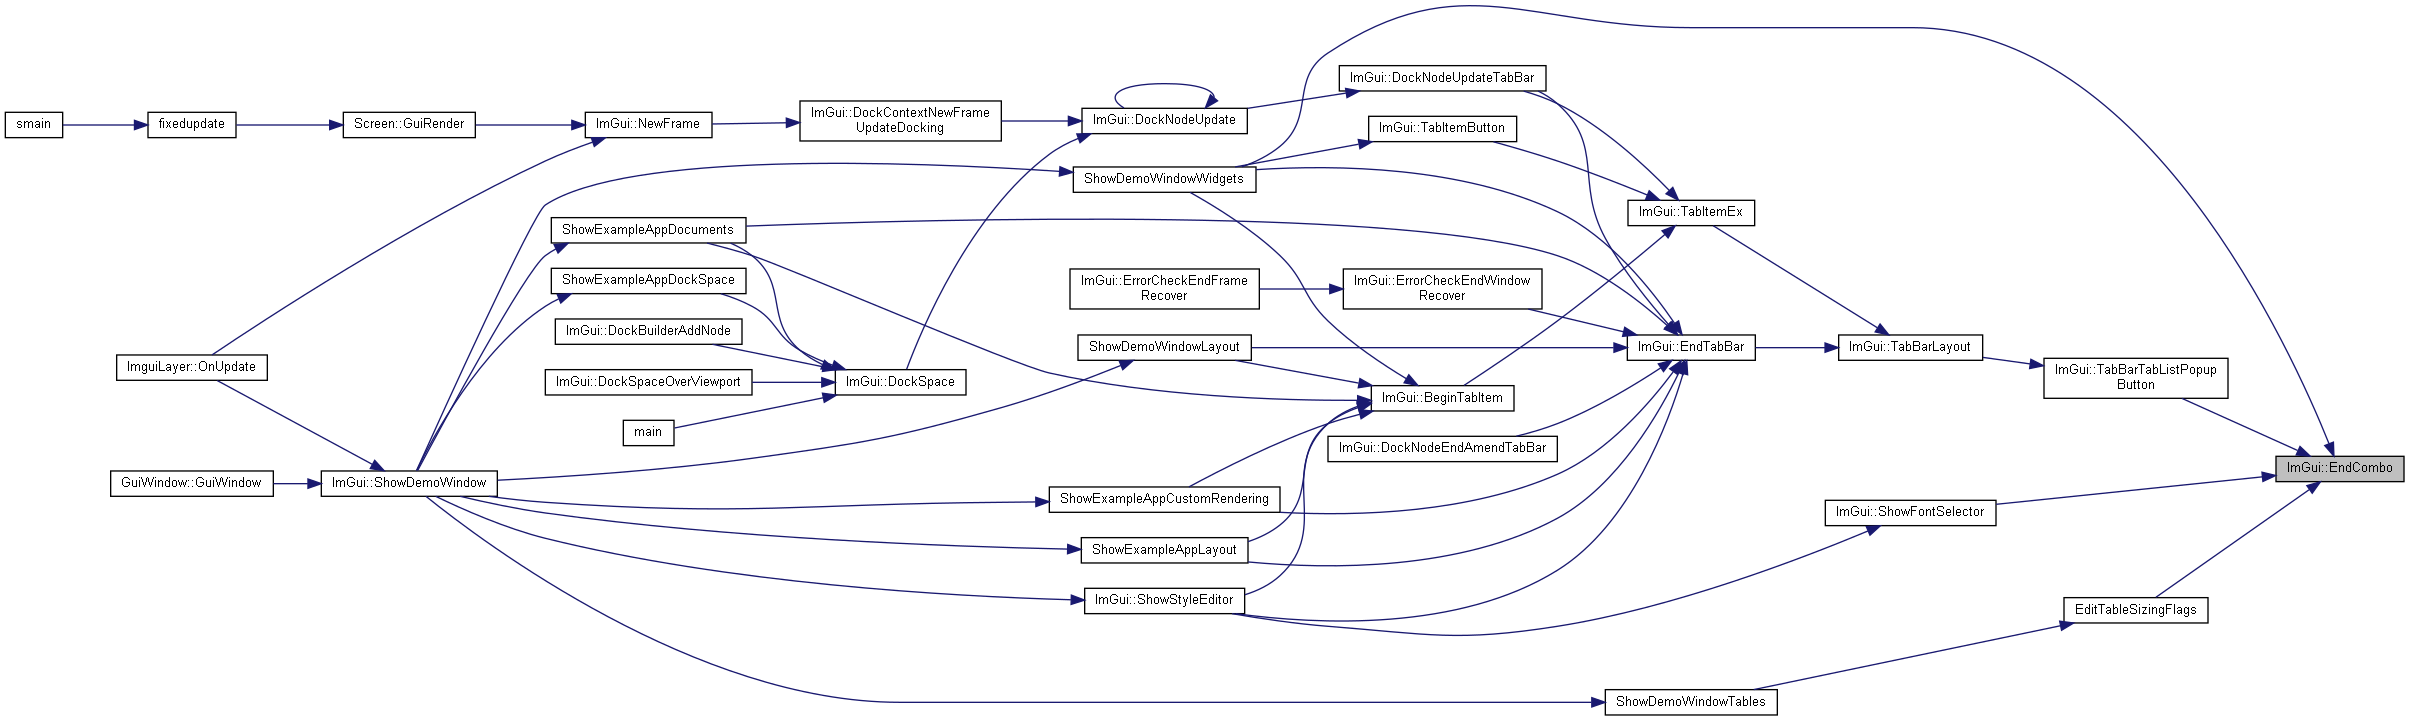 smain
fixedupdate
Screen::GuiRender
ImGui::NewFrame
ImGui::DockContextNewFrame
UpdateDocking
ImGui::DockNodeUpdate
ImGui::DockNodeUpdateTabBar
ImGui::TabItemButton
ShowDemoWindowWidgets
ImGui::TabItemEx
ShowExampleAppDocuments
ShowExampleAppDockSpace
ImGui::ErrorCheckEndFrame
Recover
ImGui::ErrorCheckEndWindow
Recover
ImGui::DockBuilderAddNode
ShowDemoWindowLayout
ImGui::EndTabBar
ImGui::TabBarLayout
ImguiLayer::OnUpdate
ImGui::DockSpaceOverViewport
ImGui::DockSpace
ImGui::TabBarTabListPopup
Button
ImGui::BeginTabItem
main
ImGui::DockNodeEndAmendTabBar
ImGui::EndCombo
GuiWindow::GuiWindow
ImGui::ShowDemoWindow
ShowExampleAppCustomRendering
ImGui::ShowFontSelector
ShowExampleAppLayout
ImGui::ShowStyleEditor
EditTableSizingFlags
ShowDemoWindowTables